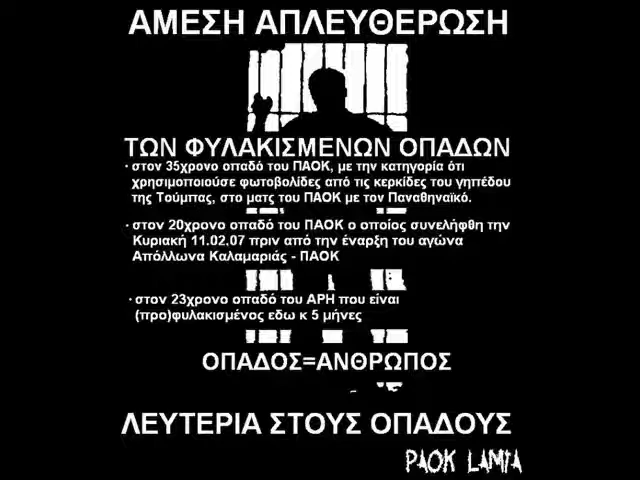 ΑΜΕΣΗ ΑΠΛΕΥΘΕΡΩΣΗ
ΤΩΝ ΦΥΛΑΚΙΣΜΕΝΩΝ ΟΠΑΔΩΝ
· στον 35χρονο οπαδό του ΠΑΟΚ, με την κατηγορία ότι
χρησιμοποιούσε φωτοβολίδες από τις κερκίδες του γηπέδου
της Τούμπας, στο ματς του ΠΑΟΚ με τον Παναθηναϊκό.
· στον 20χρονο οπαδό του ΠΑΟΚ ο οποίος συνελήφθη την
Κυριακή 11.02.07 πριν από την έναρξη του αγώνα
Απόλλωνα Καλαμαριάς - ΠΑΟΚ
· στον 23χρονο οπαδό του ΑΡΗ που είναι
(προ)φυλακισμένος εδω κ 5 μήνες
ΟΠΑΔΟΣ=ΑΝΘΡΩΠΟΣ
ΛΕΥΤΕΡΙΑ ΣΤΟΥΣ ΟΠΑΔΟΥΣ
PAOK LAMIA